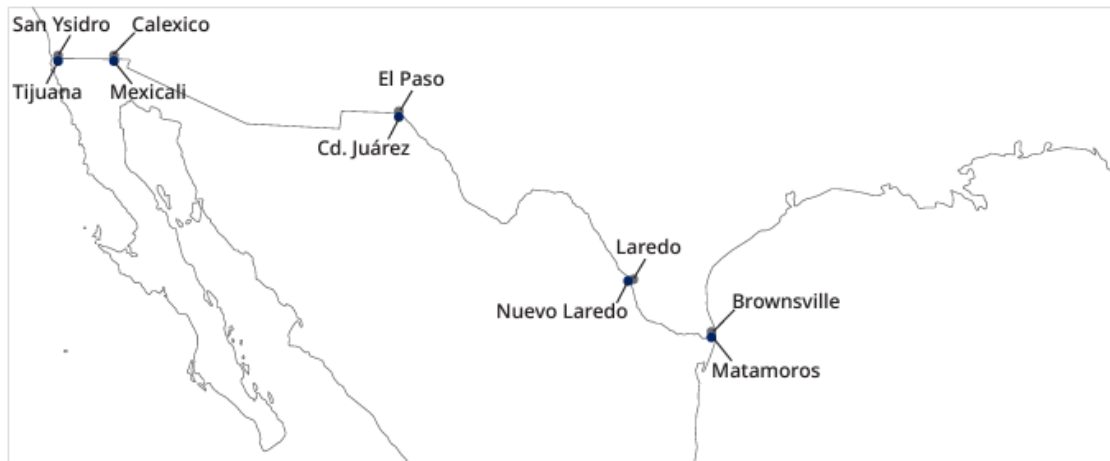 San Ysidro
Calexico
Tijuana
Mexicali
El Paso
Cd. Juárez
Laredo
Nuevo Laredo
Brownsville
Matamoros